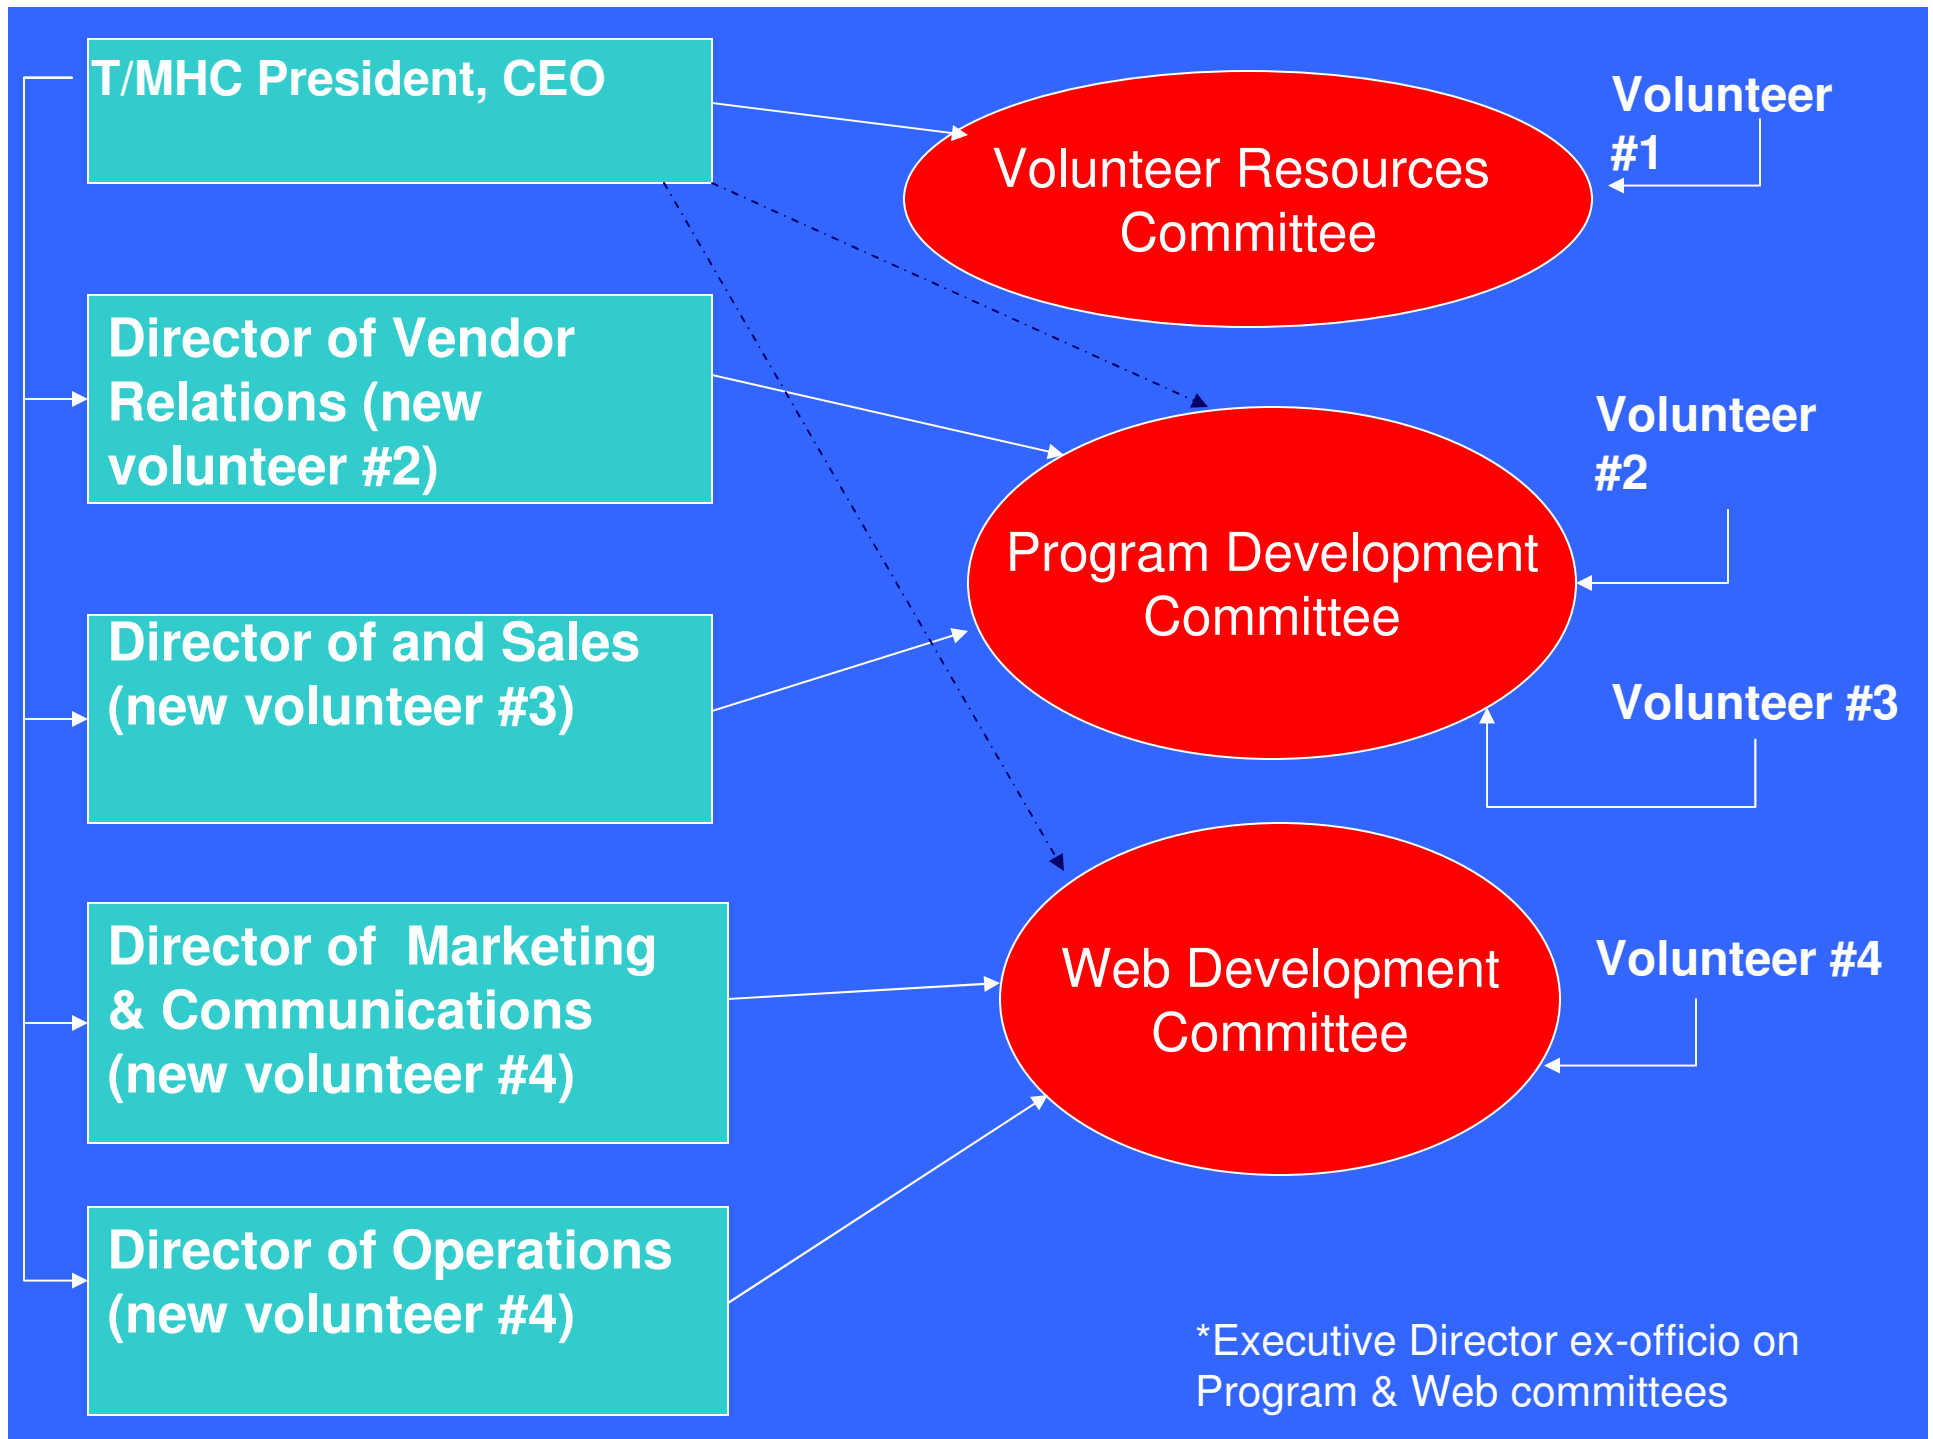 T/MHC President, CEO
Director of Vendor
Relations (new
volunteer #2)
Director of and Sales
(new volunteer #3)
Director of  Marketing
& Communications
(new volunteer #4)
Director of Operations
(new volunteer #4)
Volunteer Resources
Committee
Program Development
Committee
Web Development
Committee
Volunteer
#1
Volunteer
#2
Volunteer #3
Volunteer #4
*Executive Director ex-officio on
Program & Web committees